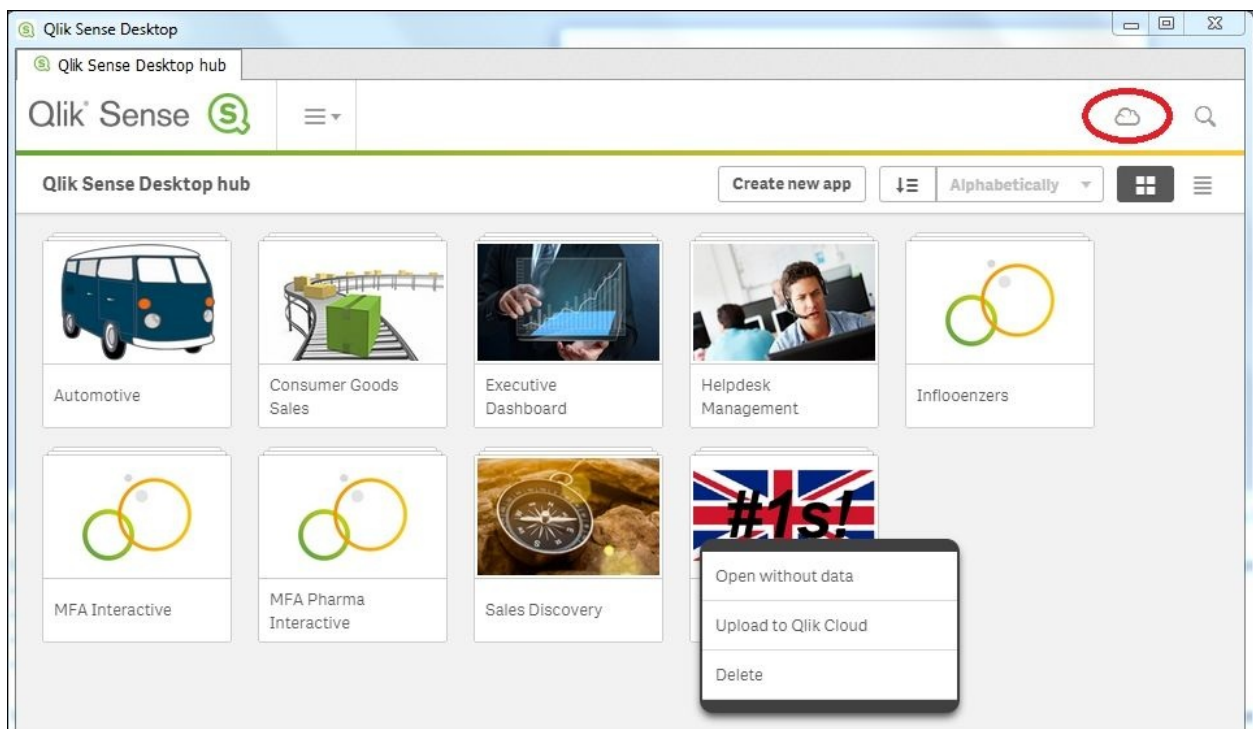 Qlik Sense Desktop
Qlik Sense Desktop hub
Qlik Sense
Qlik Sense Desktop hub
Create new app
Alphabetically
Automotive
Consumer Goods
Sales
Executive
Dashboard
Helpdesk
Management
Inflooenzers
#1s!
MFA Interactive
MFA Pharma
Interactive
Sales Discovery
Open without data
Upload to Qlik Cloud
Delete